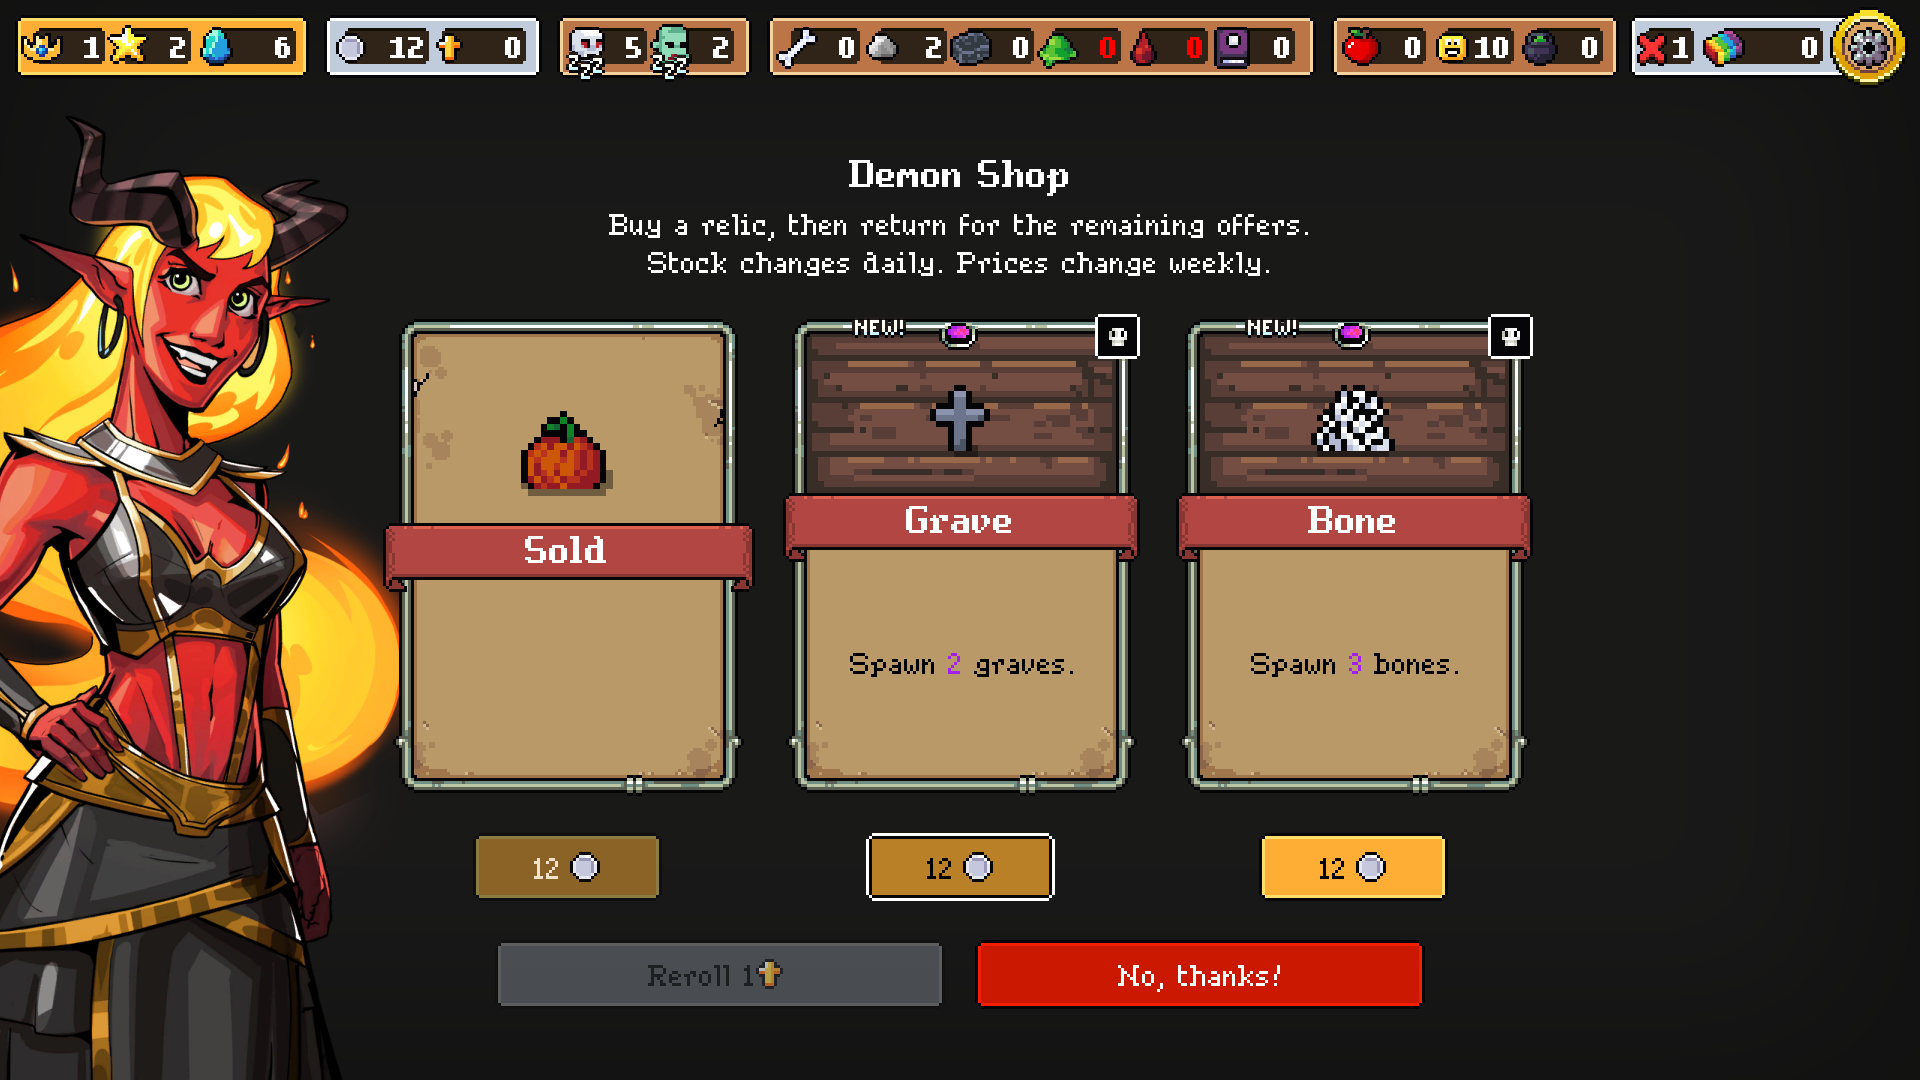 1 2 6 12 0 5 2 0 2 0 0 0 0 0 10 0 1 0
Demon Shop
Buy a relic, then return for the remaining offers.
Stock changes daily. Prices change weekly.
Sold
12
NEW!
Grave
Spawn 2 graves.
12
NEW!
Bone
Spawn 3 bones.
12
Reroll 1
No, thanks!